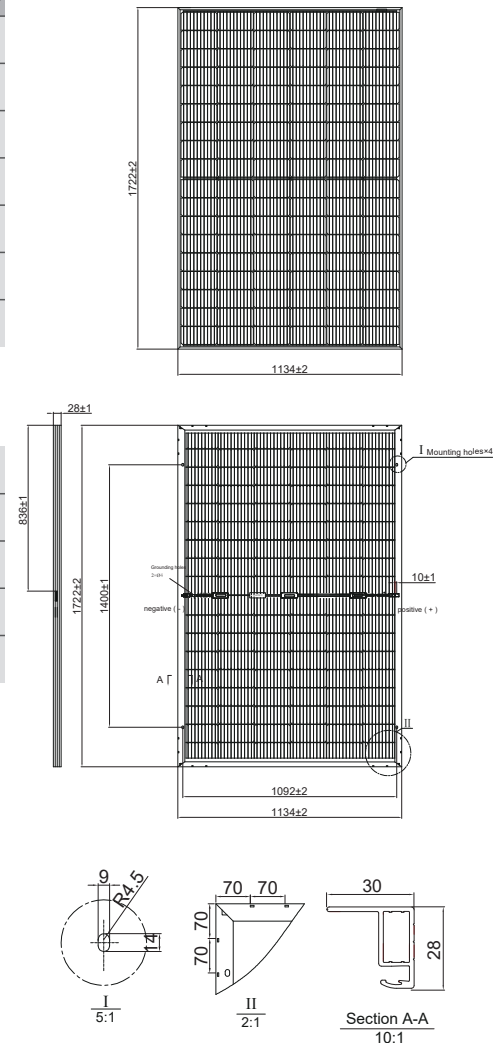 1722±2
1134±2
28±1
836±1
1722±2
1400±1
I Mounting holes×4
Grounding holes
10±1
negative ( - )
positive ( + )
A A
II
1092±2
1134±2
9
R4.5
14
I
5:1
70 70
70
70
II
2:1
30
28
Section A-A
10:1